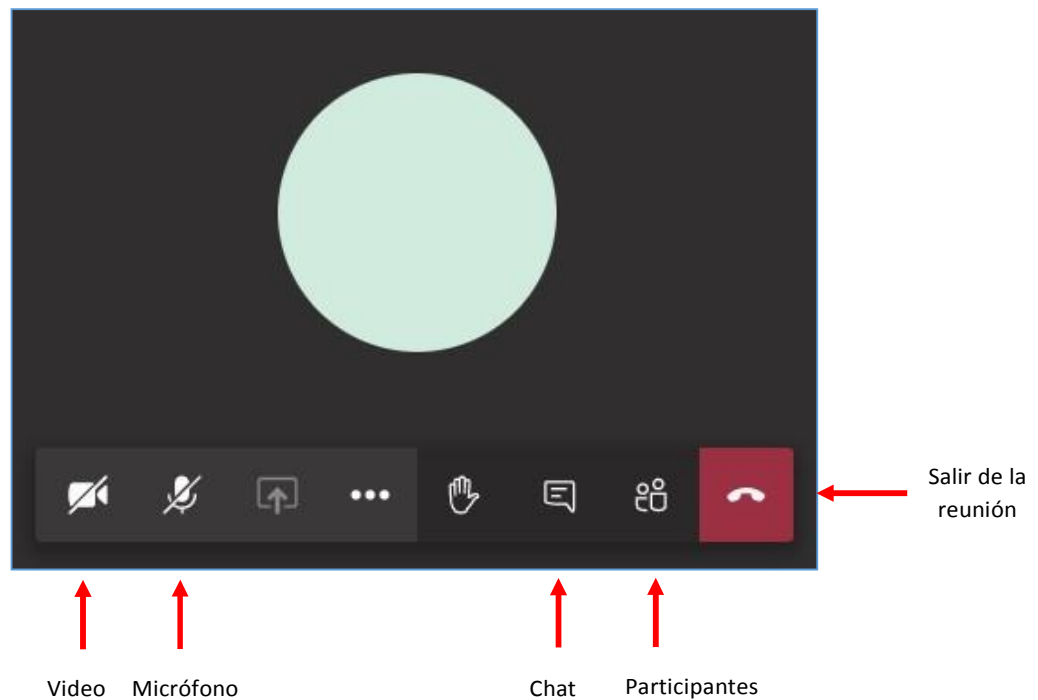 Salir de la
reunión
Video
Micrófono
Chat
Participantes